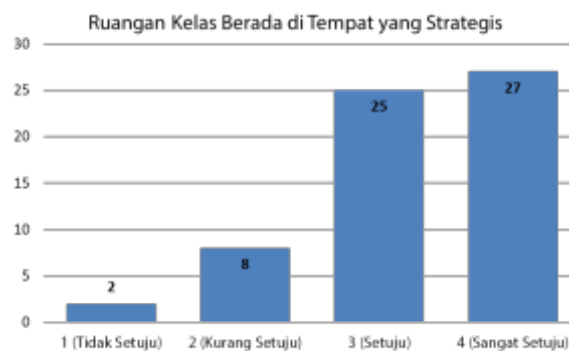 Ruangan Kelas Berada di Tempat yang Strategis
30
25
20
15
10
5
0
2
8
25
27
1 (Tidak Setuju)
2 (Kurang Setuju)
3 (Setuju)
4 (Sangat Setuju)